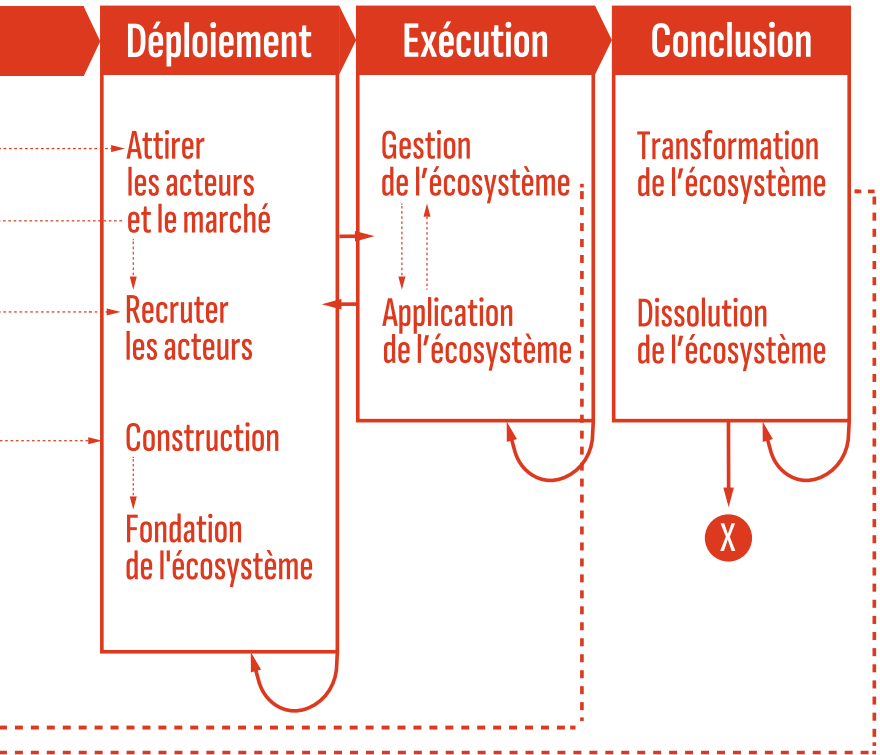 Déploiement
Exécution
Conclusion
Attirer
les acteurs
et le marché
Recruter
les acteurs
Construction
Fondation
de l'écosystème
Gestion
de l’écosystème
Application
de l’écosystème
Transformation
de l’écosystème
Dissolution
de l’écosystème
X